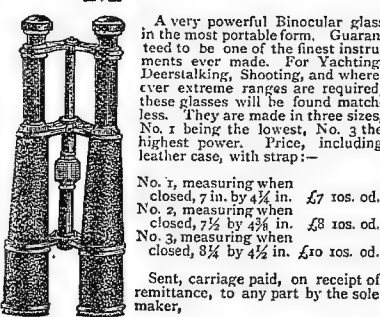 A very powerful Binocular glass
in the most portable form. Guaran
teed to be one of the finest instru
ments ever made. For Yachting
Deerstalking, Shooting, and where
ever extreme ranges are required
these glasses will be found match
less. They are made in three sizes,
No. 1 being the lowest, No. 3 the
highest power. Price, including
leather case, with strap:—
No. 1, measuring when
closed, 7 in. by 4¼ in. £7 10s. od.
No. 2, measuring when
closed, 7½ by 4⅜ in. £8 10s. od.
No. 3, measuring when
closed, 8¼ by 4½ in. £10 10s. od.
Sent, carriage paid, on receipt of
remittance, to any part by the sole
maker,